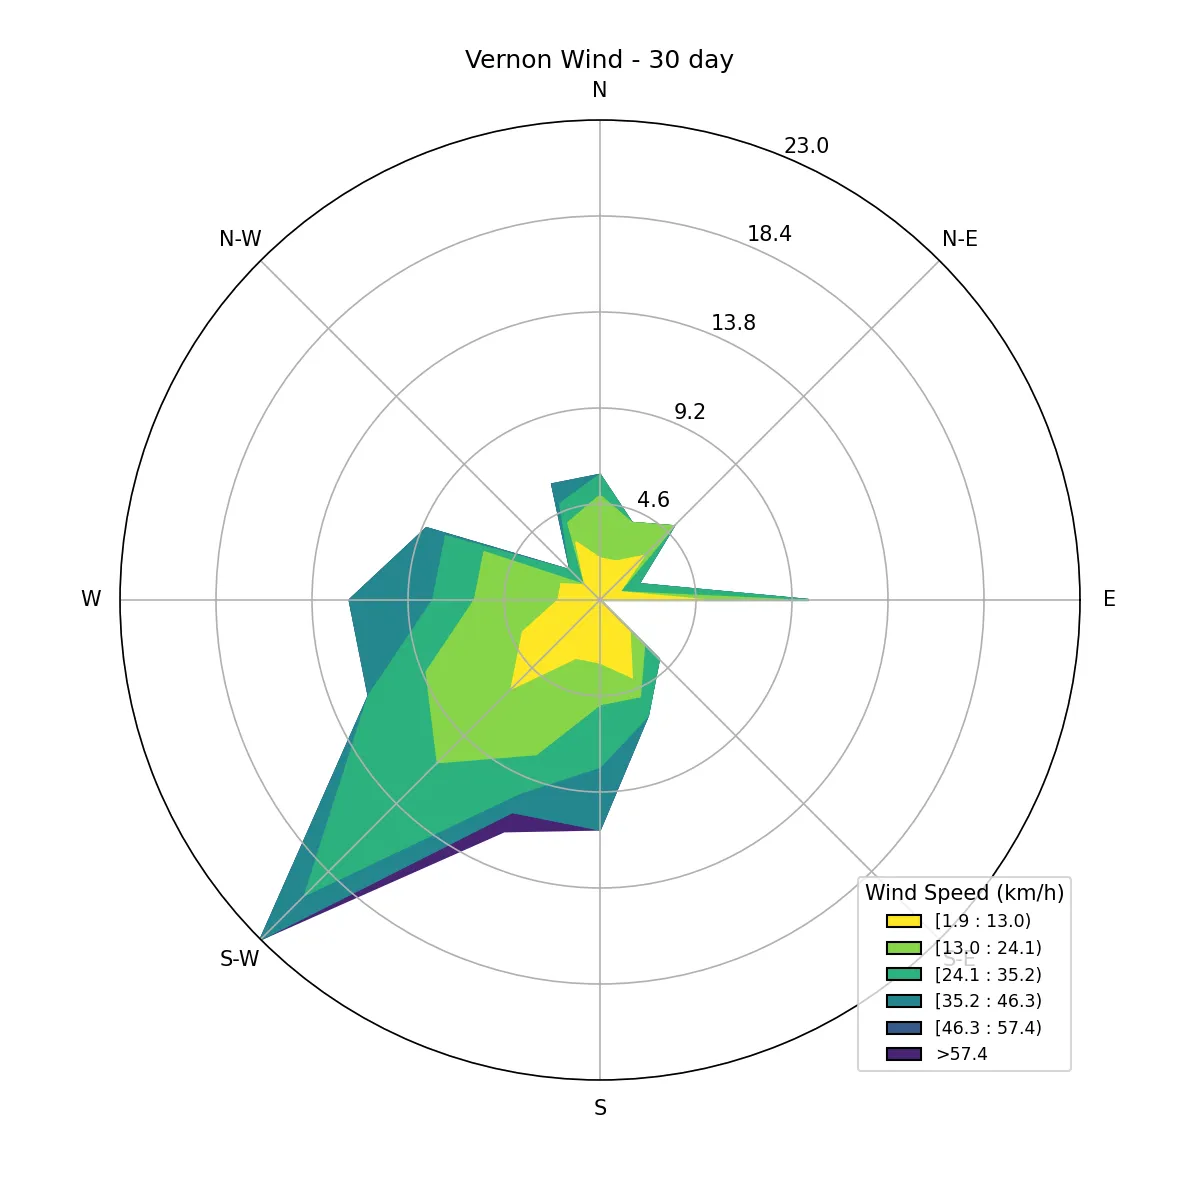 Vernon Wind - 30 day
N
23.0
N-W
18.4
N-E
13.8
9.2
4.6
W
E
S-W
S-E
S
Wind Speed (km/h)
[1.9 : 13.0)
[13.0 : 24.1)
[24.1 : 35.2)
[35.2 : 46.3)
[46.3 : 57.4)
>57.4